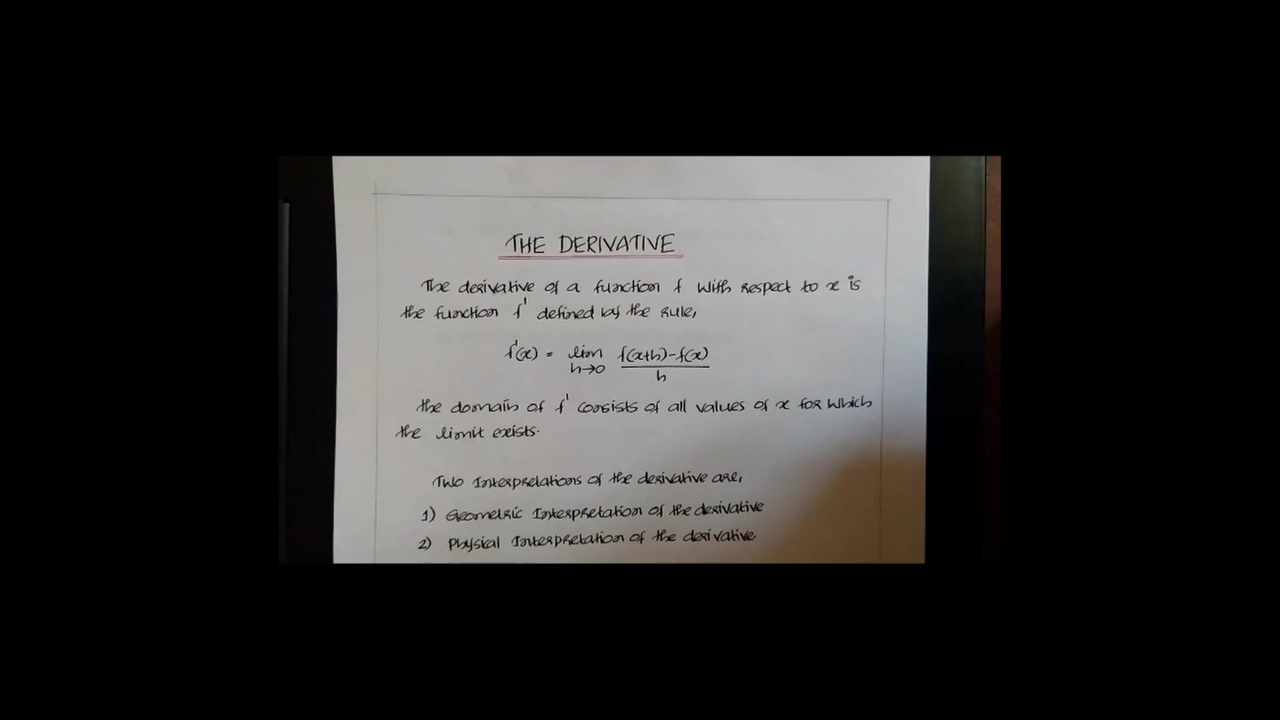 THE DERIVATIVE
The derivative of a function f with respect to x is
the function f' defined by the rule,
f'(x) = lim h→0 f(x+h)-f(x) / h
The domain of f' consists of all values of x for which
the limit exists.
Two Interpretations of the derivative are,
1) Geometric Interpretation of the derivative
2) Physical Interpretation of the derivative